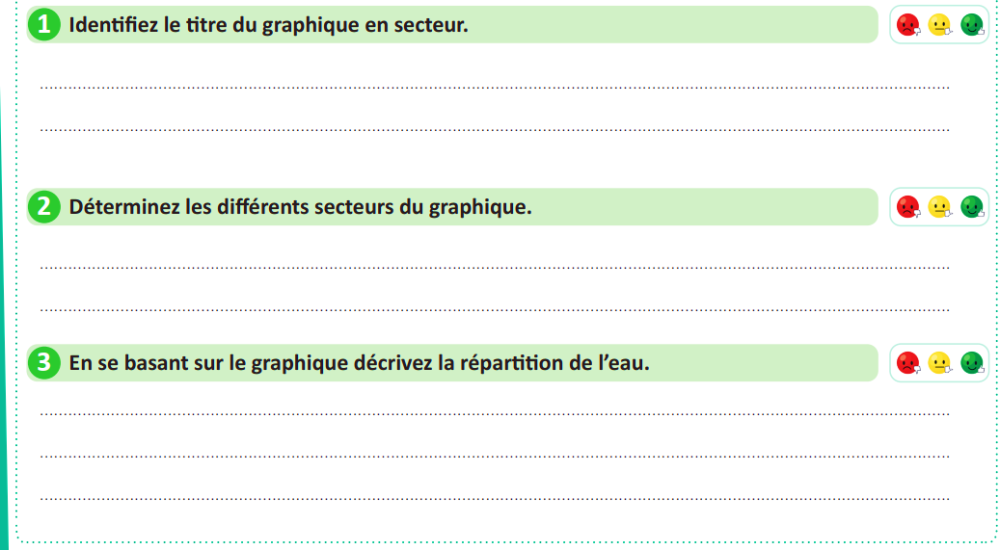 1 Identifiez le titre du graphique en secteur.
2 Déterminez les différents secteurs du graphique.
3 En se basant sur le graphique décrivez la répartition de l’eau.